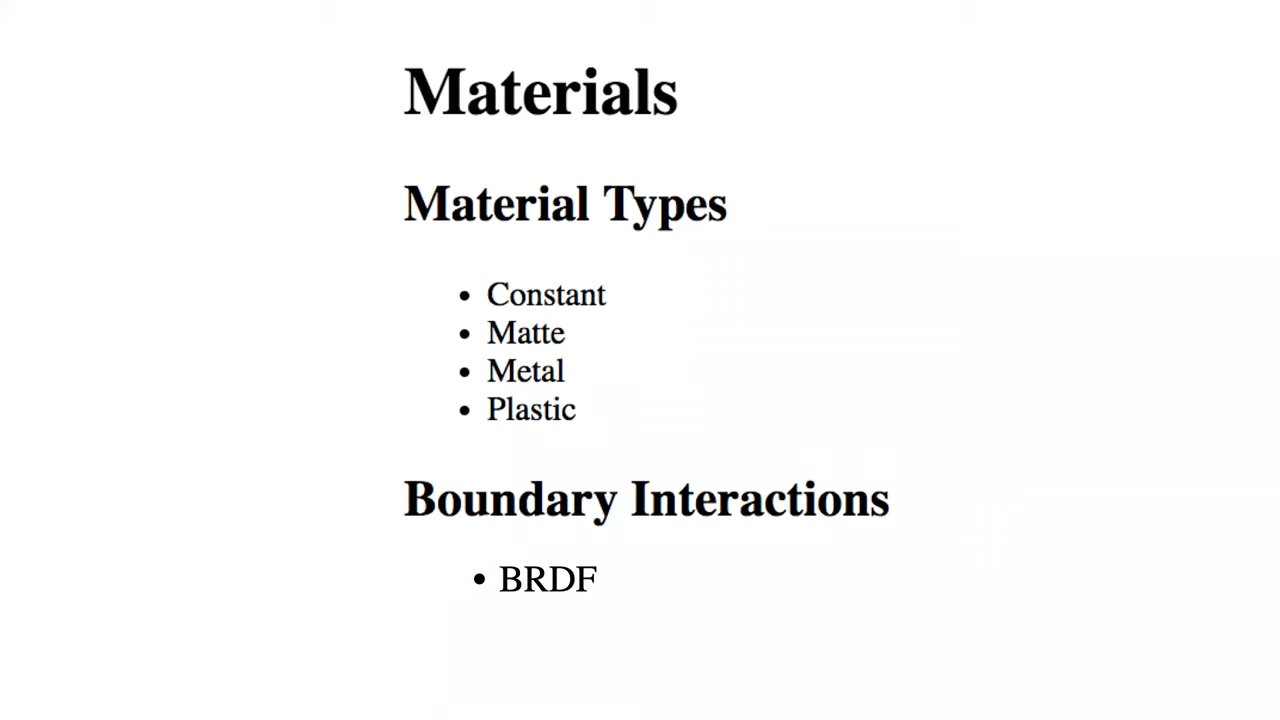 Materials
Material Types
• Constant
• Matte
• Metal
• Plastic
Boundary Interactions
• BRDF